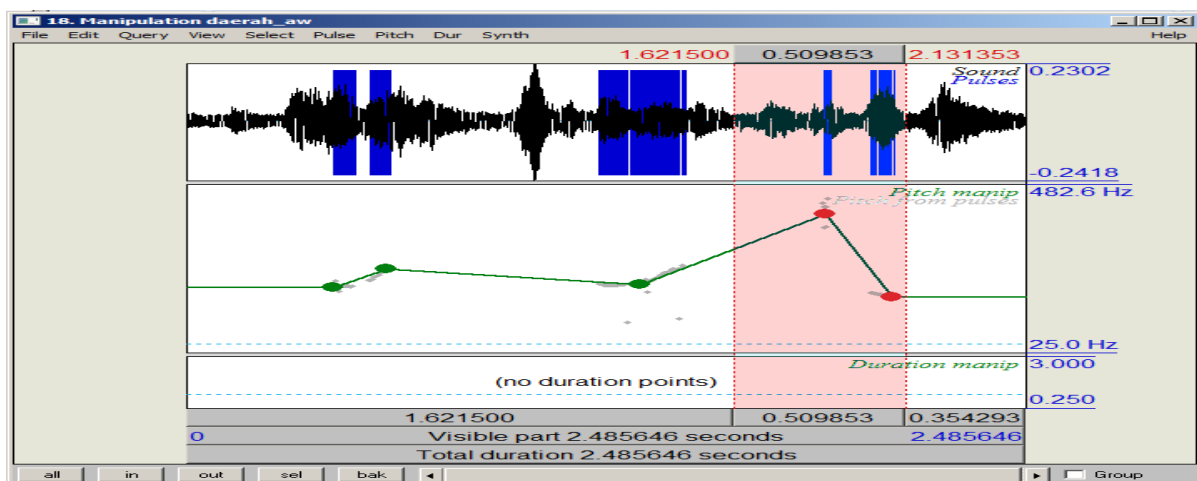 18. Manipulation daerah_aw
File Edit Query View Select Pulse Pitch Dur Synth Help
1.621500 0.509853 2.131353
Sound 0.2302
Pulses
-0.2418
Pitch manip 482.6 Hz
Pitch from pulses
25.0 Hz
Duration manip 3.000
(no duration points)
0.250
1.621500 0.509853 0.354293
0 Visible part 2.485646 seconds 2.485646
Total duration 2.485646 seconds
all in out sel bak Group